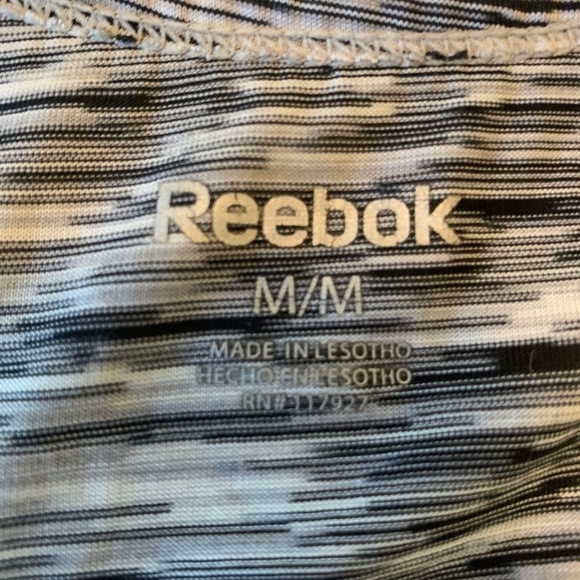 Reebok
M/M
MADE IN LESOTHO
HECHO EN LESOTHO
RN# 117927